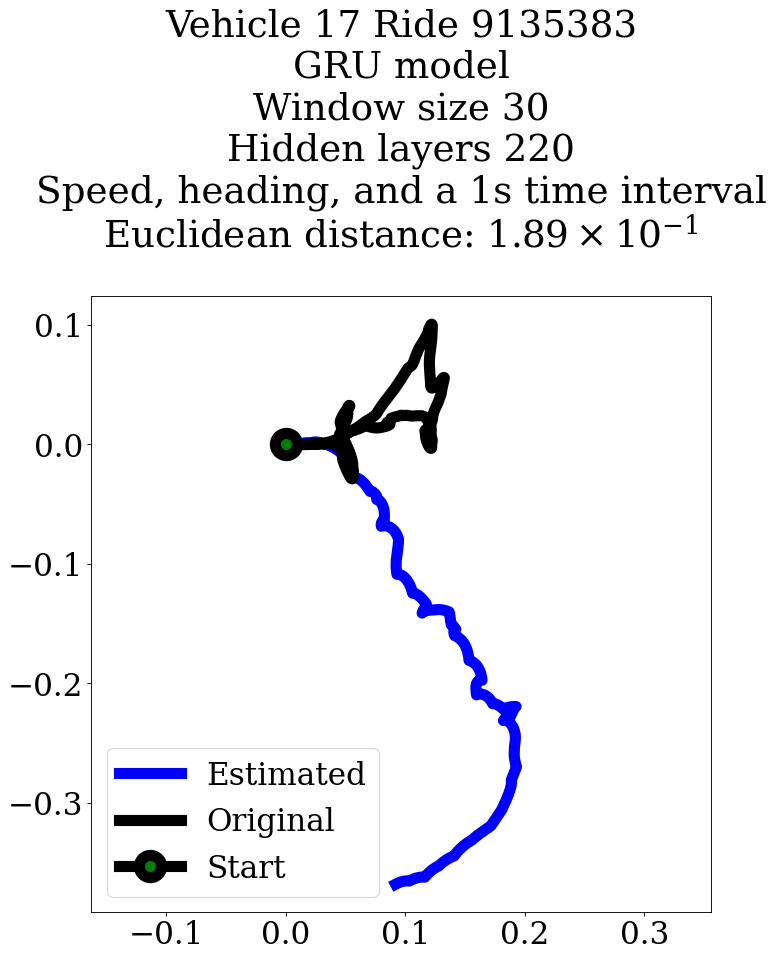 Vehicle 17 Ride 9135383
GRU model
Window size 30
Hidden layers 220
Speed, heading, and a 1s time interval
Euclidean distance: 1.89 × 10⁻¹
0.1
0.0
−0.1
−0.2
−0.3
Estimated
Original
Start
−0.1 0.0 0.1 0.2 0.3